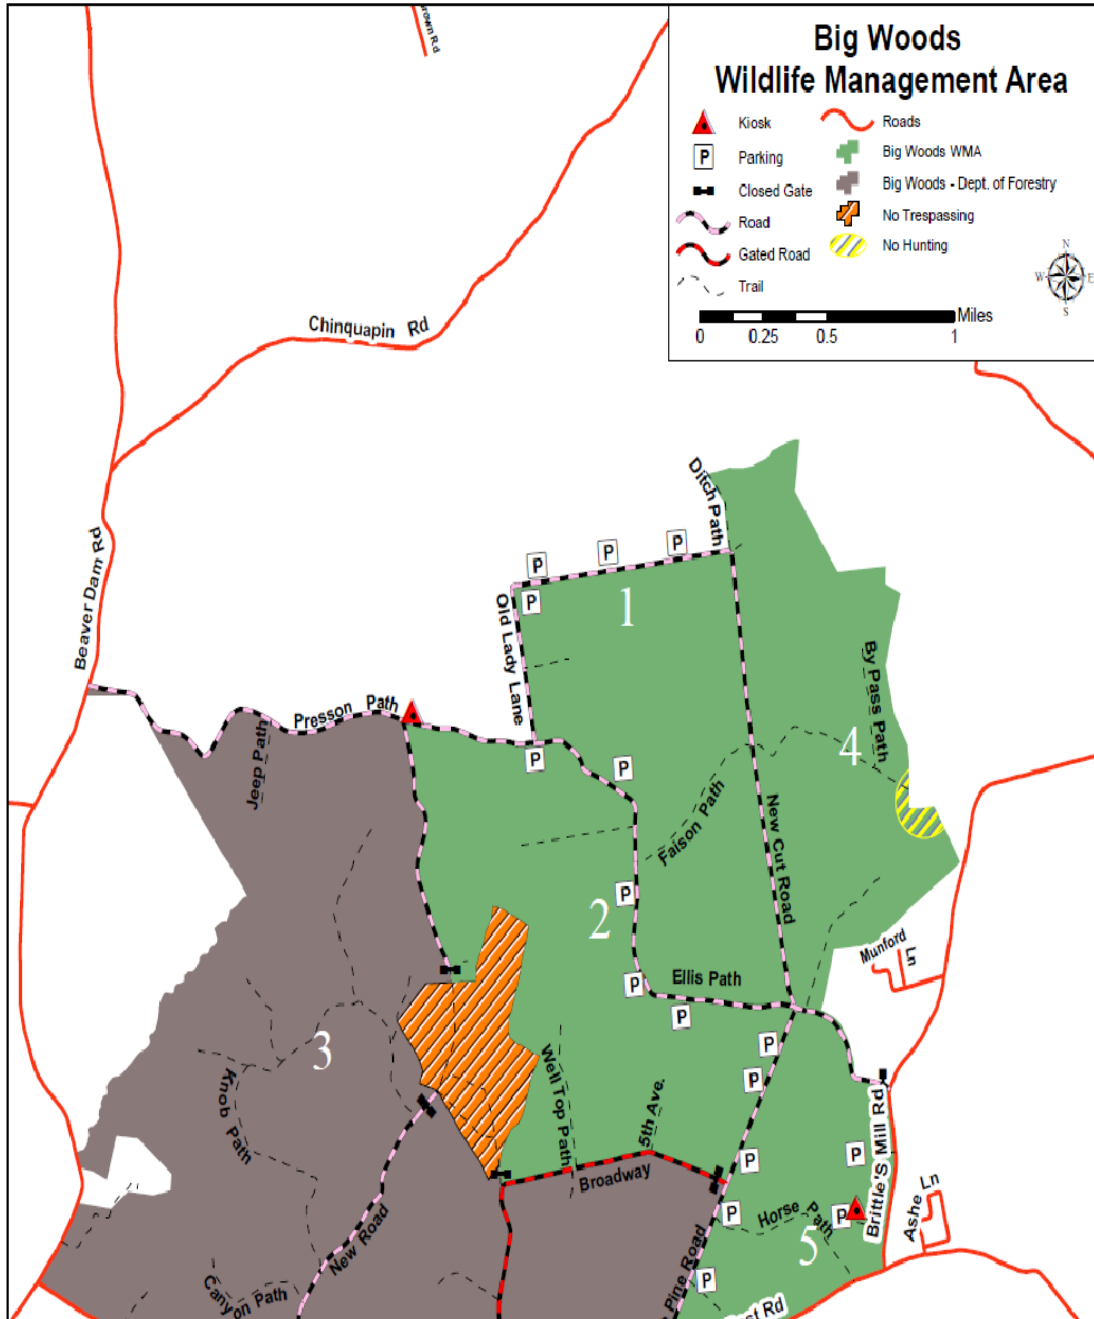 Big Woods
Wildlife Management Area
Kiosk
Roads
P
Parking
Big Woods WMA
Closed Gate
Big Woods - Dept. of Forestry
Road
No Trespassing
Gated Road
No Hunting
Trail
N
W
E
S
Miles
0
0.25
0.5
1
Chinquapin Rd
Beaver Dam Rd
Ditch Path
P
P
P
P
1
Old Lady Lane
By Pass Path
Presson Path
4
Jeep Path
P
P
Faison Path
New Cut Road
P
2
Munford
Ln
P
Ellis Path
P
3
P
P
Well Top Path
5th Ave.
Knob Path
Brittle'S Mill Rd
P
P
Broadway
Ashe Ln
P
P
Horse Path
5
New Road
Pine Road
P
Canyon Path
Rd